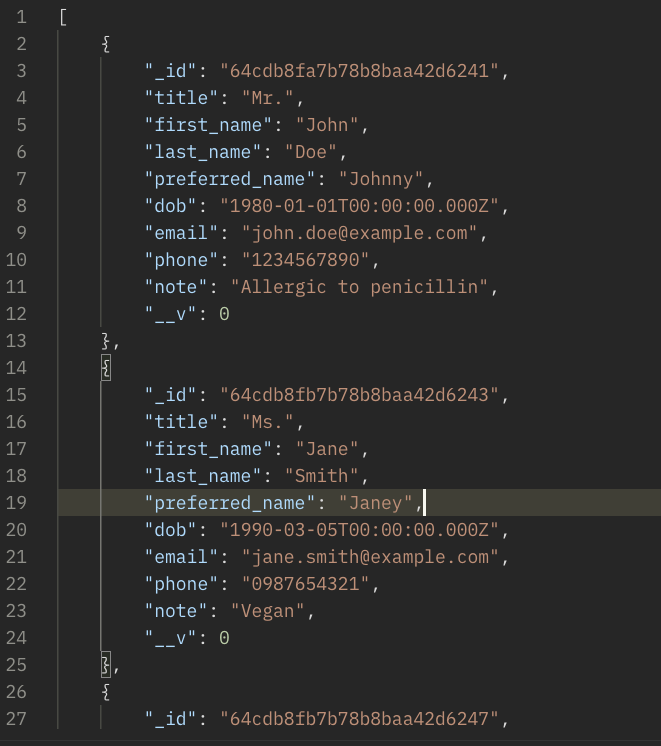 1 [
2 {
3 "_id": "64cdb8fa7b78b8baa42d6241",
4 "title": "Mr.",
5 "first_name": "John",
6 "last_name": "Doe",
7 "preferred_name": "Johnny",
8 "dob": "1980-01-01T00:00:00.000Z",
9 "email": "john.doe@example.com",
10 "phone": "1234567890",
11 "note": "Allergic to penicillin",
12 "__v": 0
13 },
14 {
15 "_id": "64cdb8fb7b78b8baa42d6243",
16 "title": "Ms.",
17 "first_name": "Jane",
18 "last_name": "Smith",
19 "preferred_name": "Janey",
20 "dob": "1990-03-05T00:00:00.000Z",
21 "email": "jane.smith@example.com",
22 "phone": "0987654321",
23 "note": "Vegan",
24 "__v": 0
25 },
26 {
27 "_id": "64cdb8fb7b78b8baa42d6247",